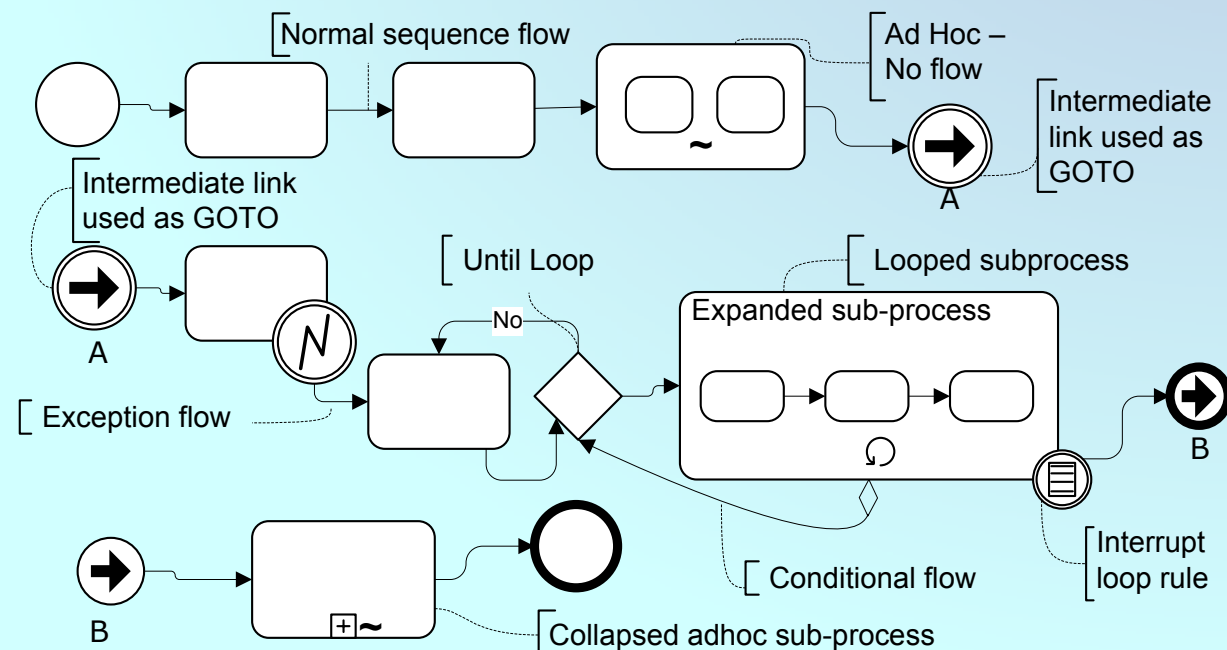 Normal sequence flow
Ad Hoc –
No flow
~
Intermediate
link used as
GOTO
A
Intermediate link
used as GOTO
A
Until Loop
No
Looped subprocess
Expanded sub-process
Exception flow
B
Interrupt
loop rule
Conditional flow
B
+~
Collapsed adhoc sub-process